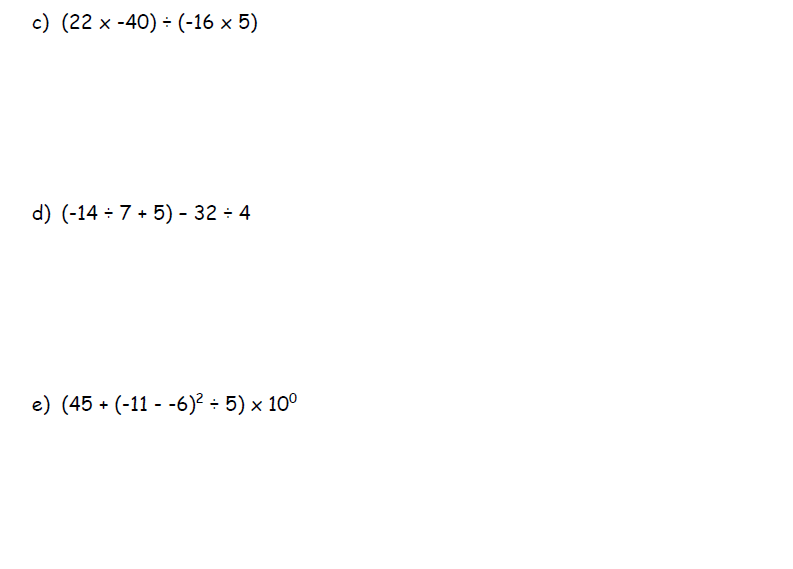 c) (22 x -40) ÷ (-16 x 5)
d) (-14 ÷ 7 + 5) – 32 ÷ 4
e) (45 + (-11 - -6)² ÷ 5) x 10⁰